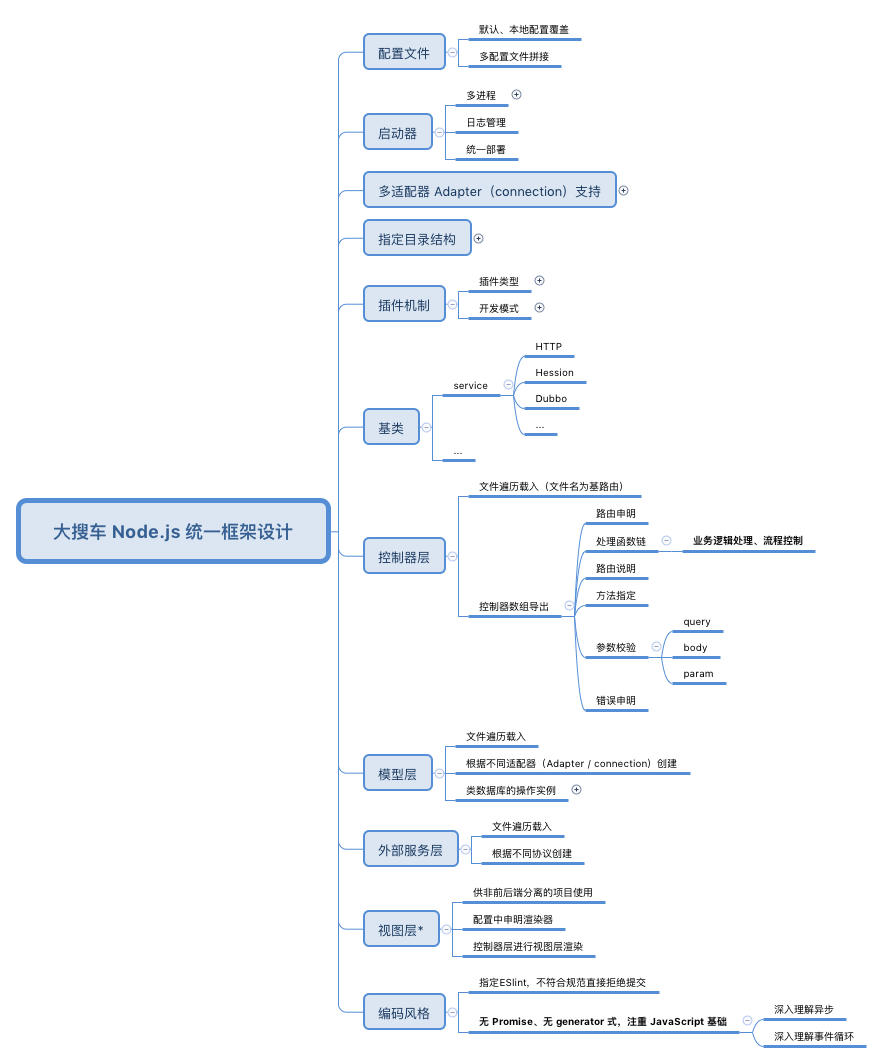 大搜车 Node.js 统一框架设计
配置文件
默认、本地配置覆盖
多配置文件拼接
启动器
多进程
日志管理
统一部署
多适配器 Adapter（connection）支持
指定目录结构
插件机制
插件类型
开发模式
基类
service
HTTP
Hession
Dubbo
...
...
控制器层
文件遍历载入（文件名为基路由）
控制器数组导出
路由申明
处理函数链
业务逻辑处理、流程控制
路由说明
方法指定
参数校验
query
body
param
错误申明
模型层
文件遍历载入
根据不同适配器（Adapter / connection）创建
类数据库的操作实例
外部服务层
文件遍历载入
根据不同协议创建
视图层*
供非前后端分离的项目使用
配置中申明渲染器
控制器层进行视图层渲染
编码风格
指定ESlint，不符合规范直接拒绝提交
无 Promise、无 generator 式，注重 JavaScript 基础
深入理解异步
深入理解事件循环